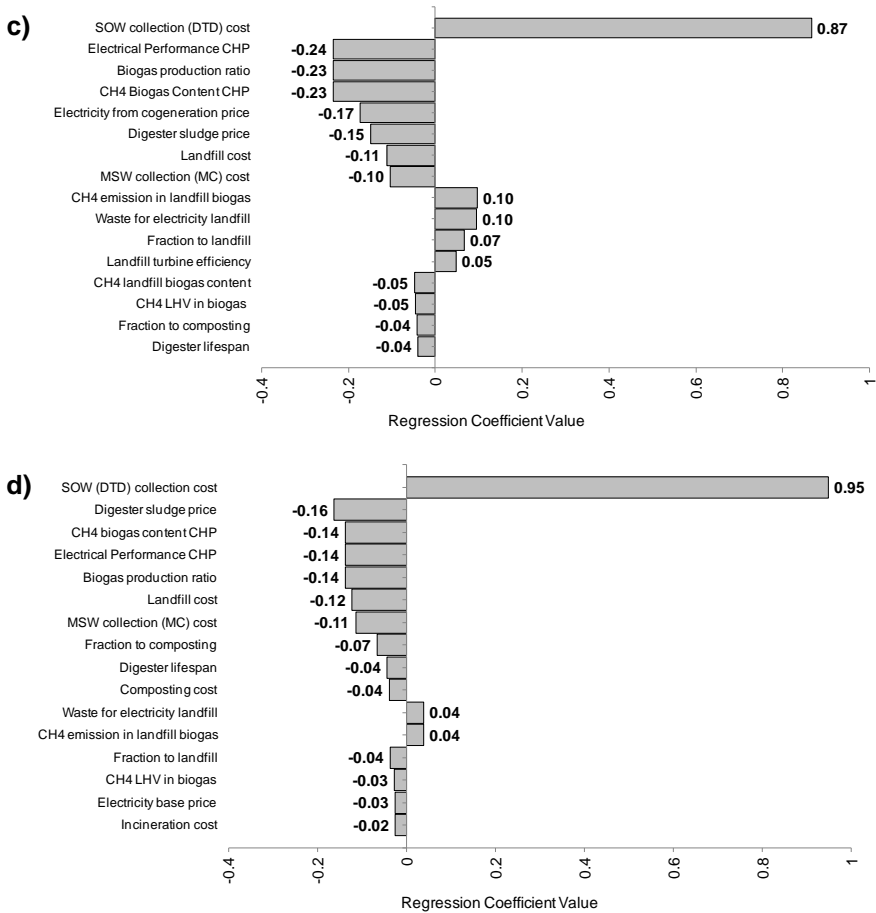 c)
SOW collection (DTD) cost 0.87
Electrical Performance CHP -0.24
Biogas production ratio -0.23
CH4 Biogas Content CHP -0.23
Electricity from cogeneration price -0.17
Digester sludge price -0.15
Landfill cost -0.11
MSW collection (MC) cost -0.10
CH4 emission in landfill biogas 0.10
Waste for electricity landfill 0.10
Fraction to landfill 0.07
Landfill turbine efficiency 0.05
CH4 landfill biogas content -0.05
CH4 LHV in biogas -0.05
Fraction to composting -0.04
Digester lifespan -0.04
-0.4 -0.2 0 0.2 0.4 0.6 0.8 1
Regression Coefficient Value
d)
SOW (DTD) collection cost 0.95
Digester sludge price -0.16
CH4 biogas content CHP -0.14
Electrical Performance CHP -0.14
Biogas production ratio -0.14
Landfill cost -0.12
MSW collection (MC) cost -0.11
Fraction to composting -0.07
Digester lifespan -0.04
Composting cost -0.04
Waste for electricity landfill 0.04
CH4 emission in landfill biogas 0.04
Fraction to landfill -0.04
CH4 LHV in biogas -0.03
Electricity base price -0.03
Incineration cost -0.02
-0.4 -0.2 0 0.2 0.4 0.6 0.8 1
Regression Coefficient Value